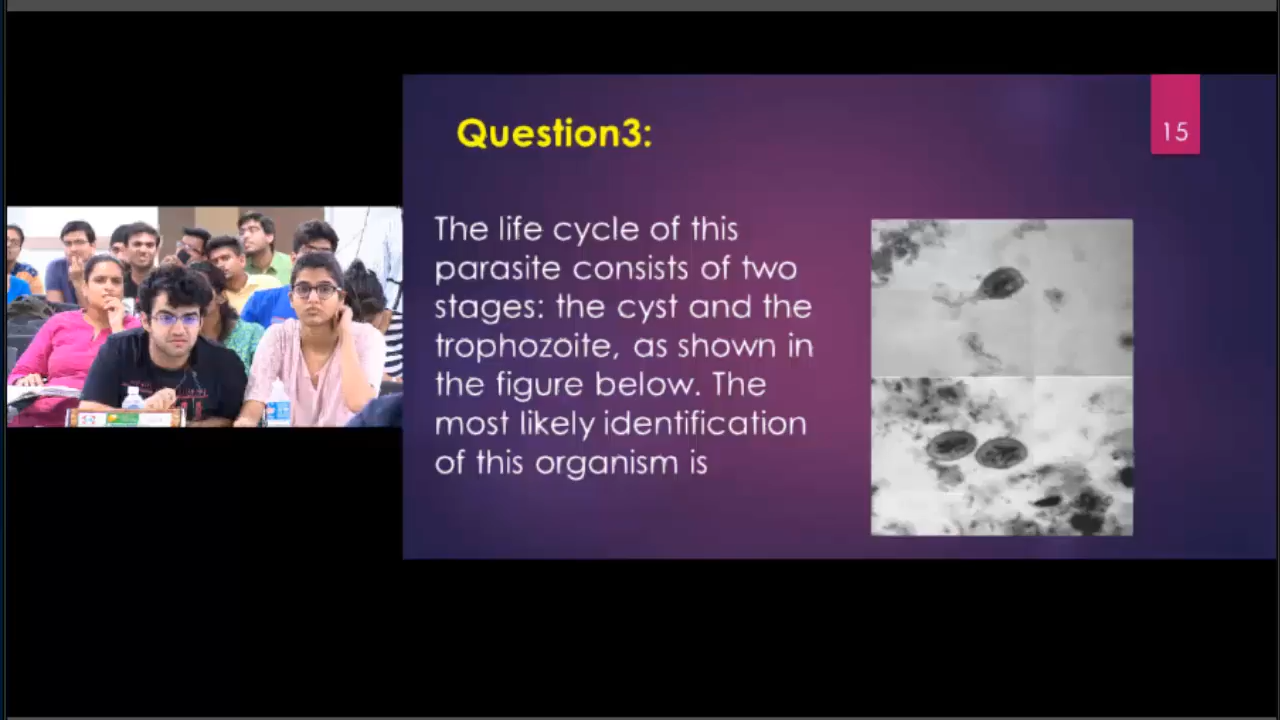 Question3:
15
The life cycle of this
parasite consists of two
stages: the cyst and the
trophozoite, as shown in
the figure below. The
most likely identification
of this organism is